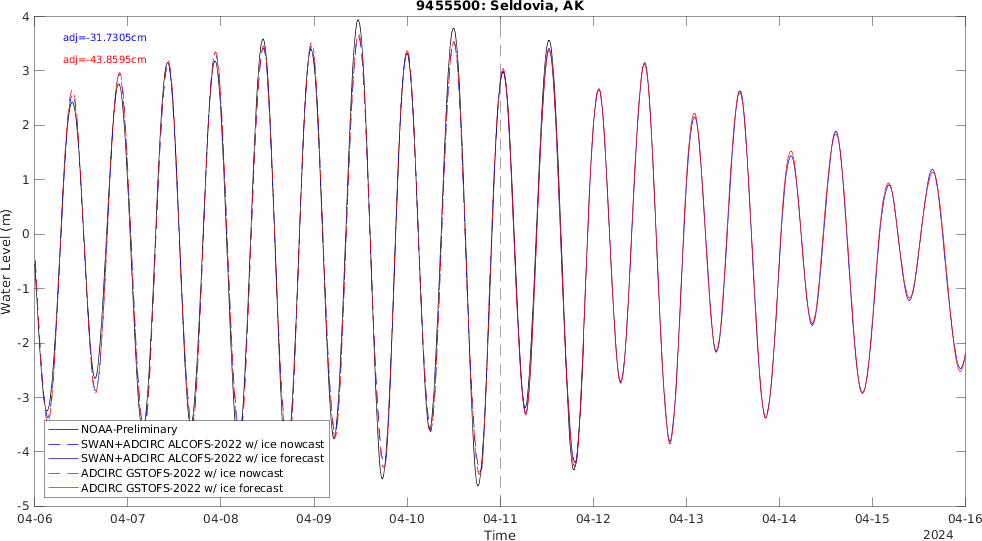 9455500: Seldovia, AK
adj=-31.7305cm
adj=-43.8595cm
4
3
2
1
0
-1
-2
-3
-4
-5
Water Level (m)
NOAA-Preliminary
SWAN+ADCIRC ALCOFS-2022 w/ ice nowcast
SWAN+ADCIRC ALCOFS-2022 w/ ice forecast
ADCIRC GSTOFS-2022 w/ ice nowcast
ADCIRC GSTOFS-2022 w/ ice forecast
04-06 04-07 04-08 04-09 04-10 04-11 04-12 04-13 04-14 04-15 04-16
Time
2024